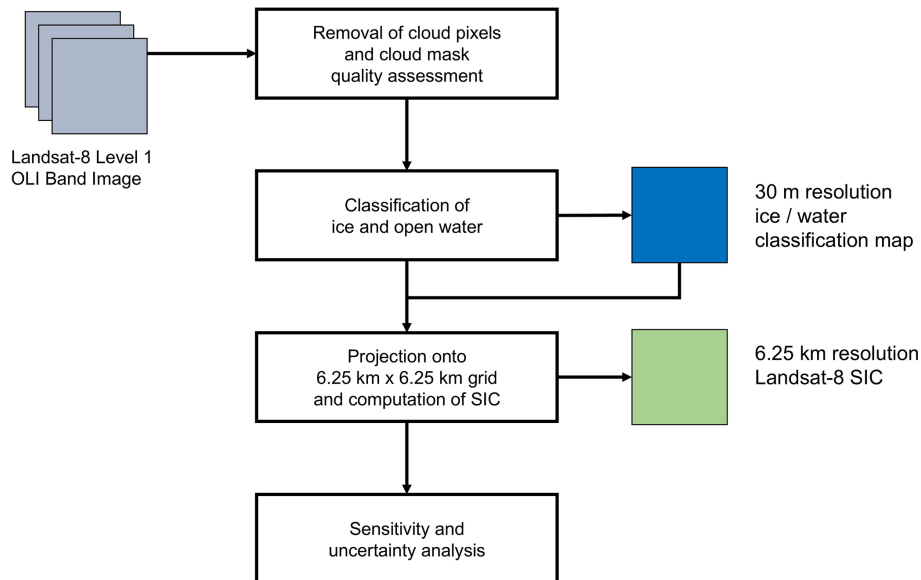 Removal of cloud pixels
and cloud mask
quality assessment
Landsat-8 Level 1
OLI Band Image
Classification of
ice and open water
30 m resolution
ice / water
classification map
Projection onto
6.25 km x 6.25 km grid
and computation of SIC
6.25 km resolution
Landsat-8 SIC
Sensitivity and
uncertainty analysis